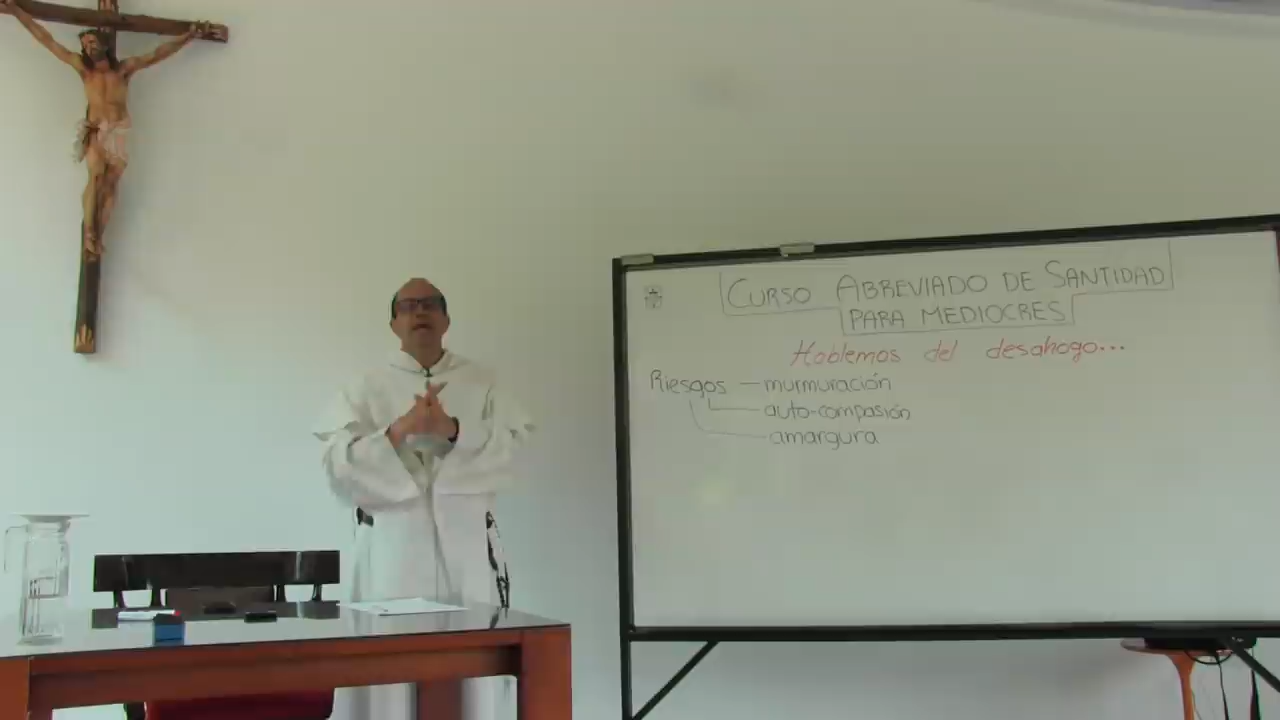 CURSO ABREVIADO DE SANTIDAD
PARA MEDIOCRES
Hablemos del desahogo...
Riesgos — murmuración
auto-compasión
amargura